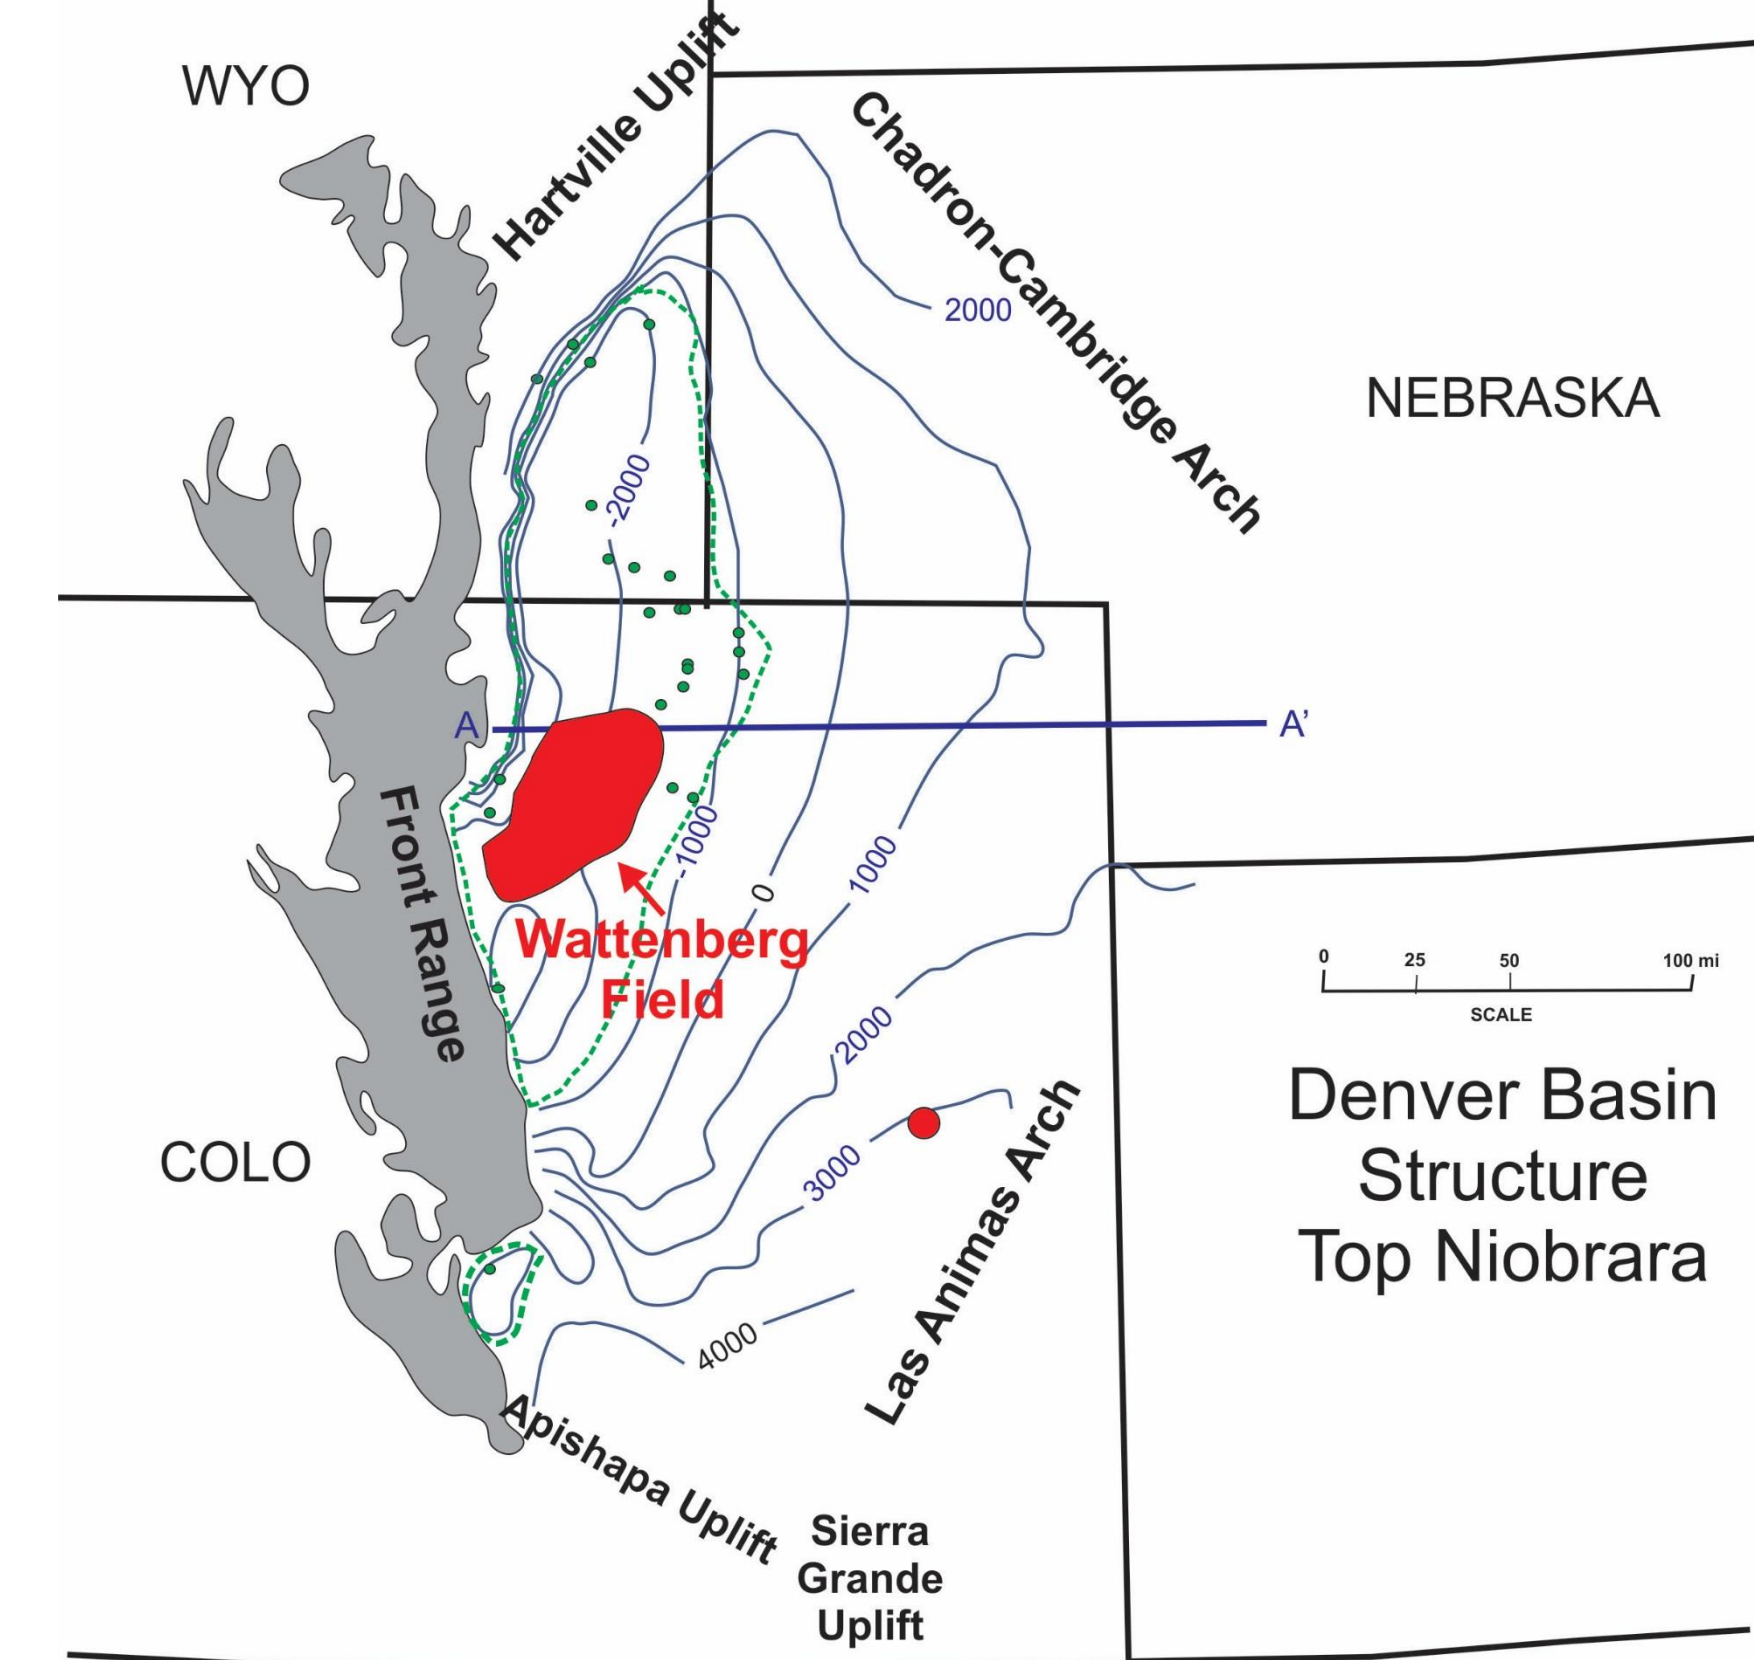 WYO
Hartville Uplift
Chadron-Cambridge Arch
2000
NEBRASKA
-2000
A
A’
Front Range
-1000
0
1000
Wattenberg
Field
0 25 50 100 mi
SCALE
2000
Denver Basin
Structure
Top Niobrara
COLO
3000
Las Animas Arch
4000
Apishapa Uplift
Sierra
Grande
Uplift